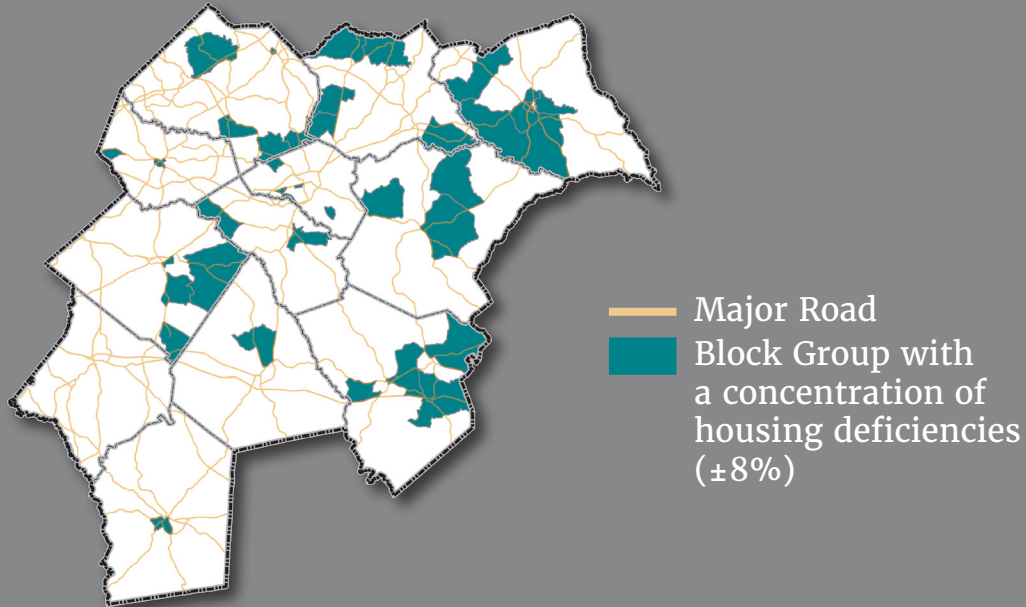 Major Road
Block Group with
a concentration of
housing deficiencies
(±8%)